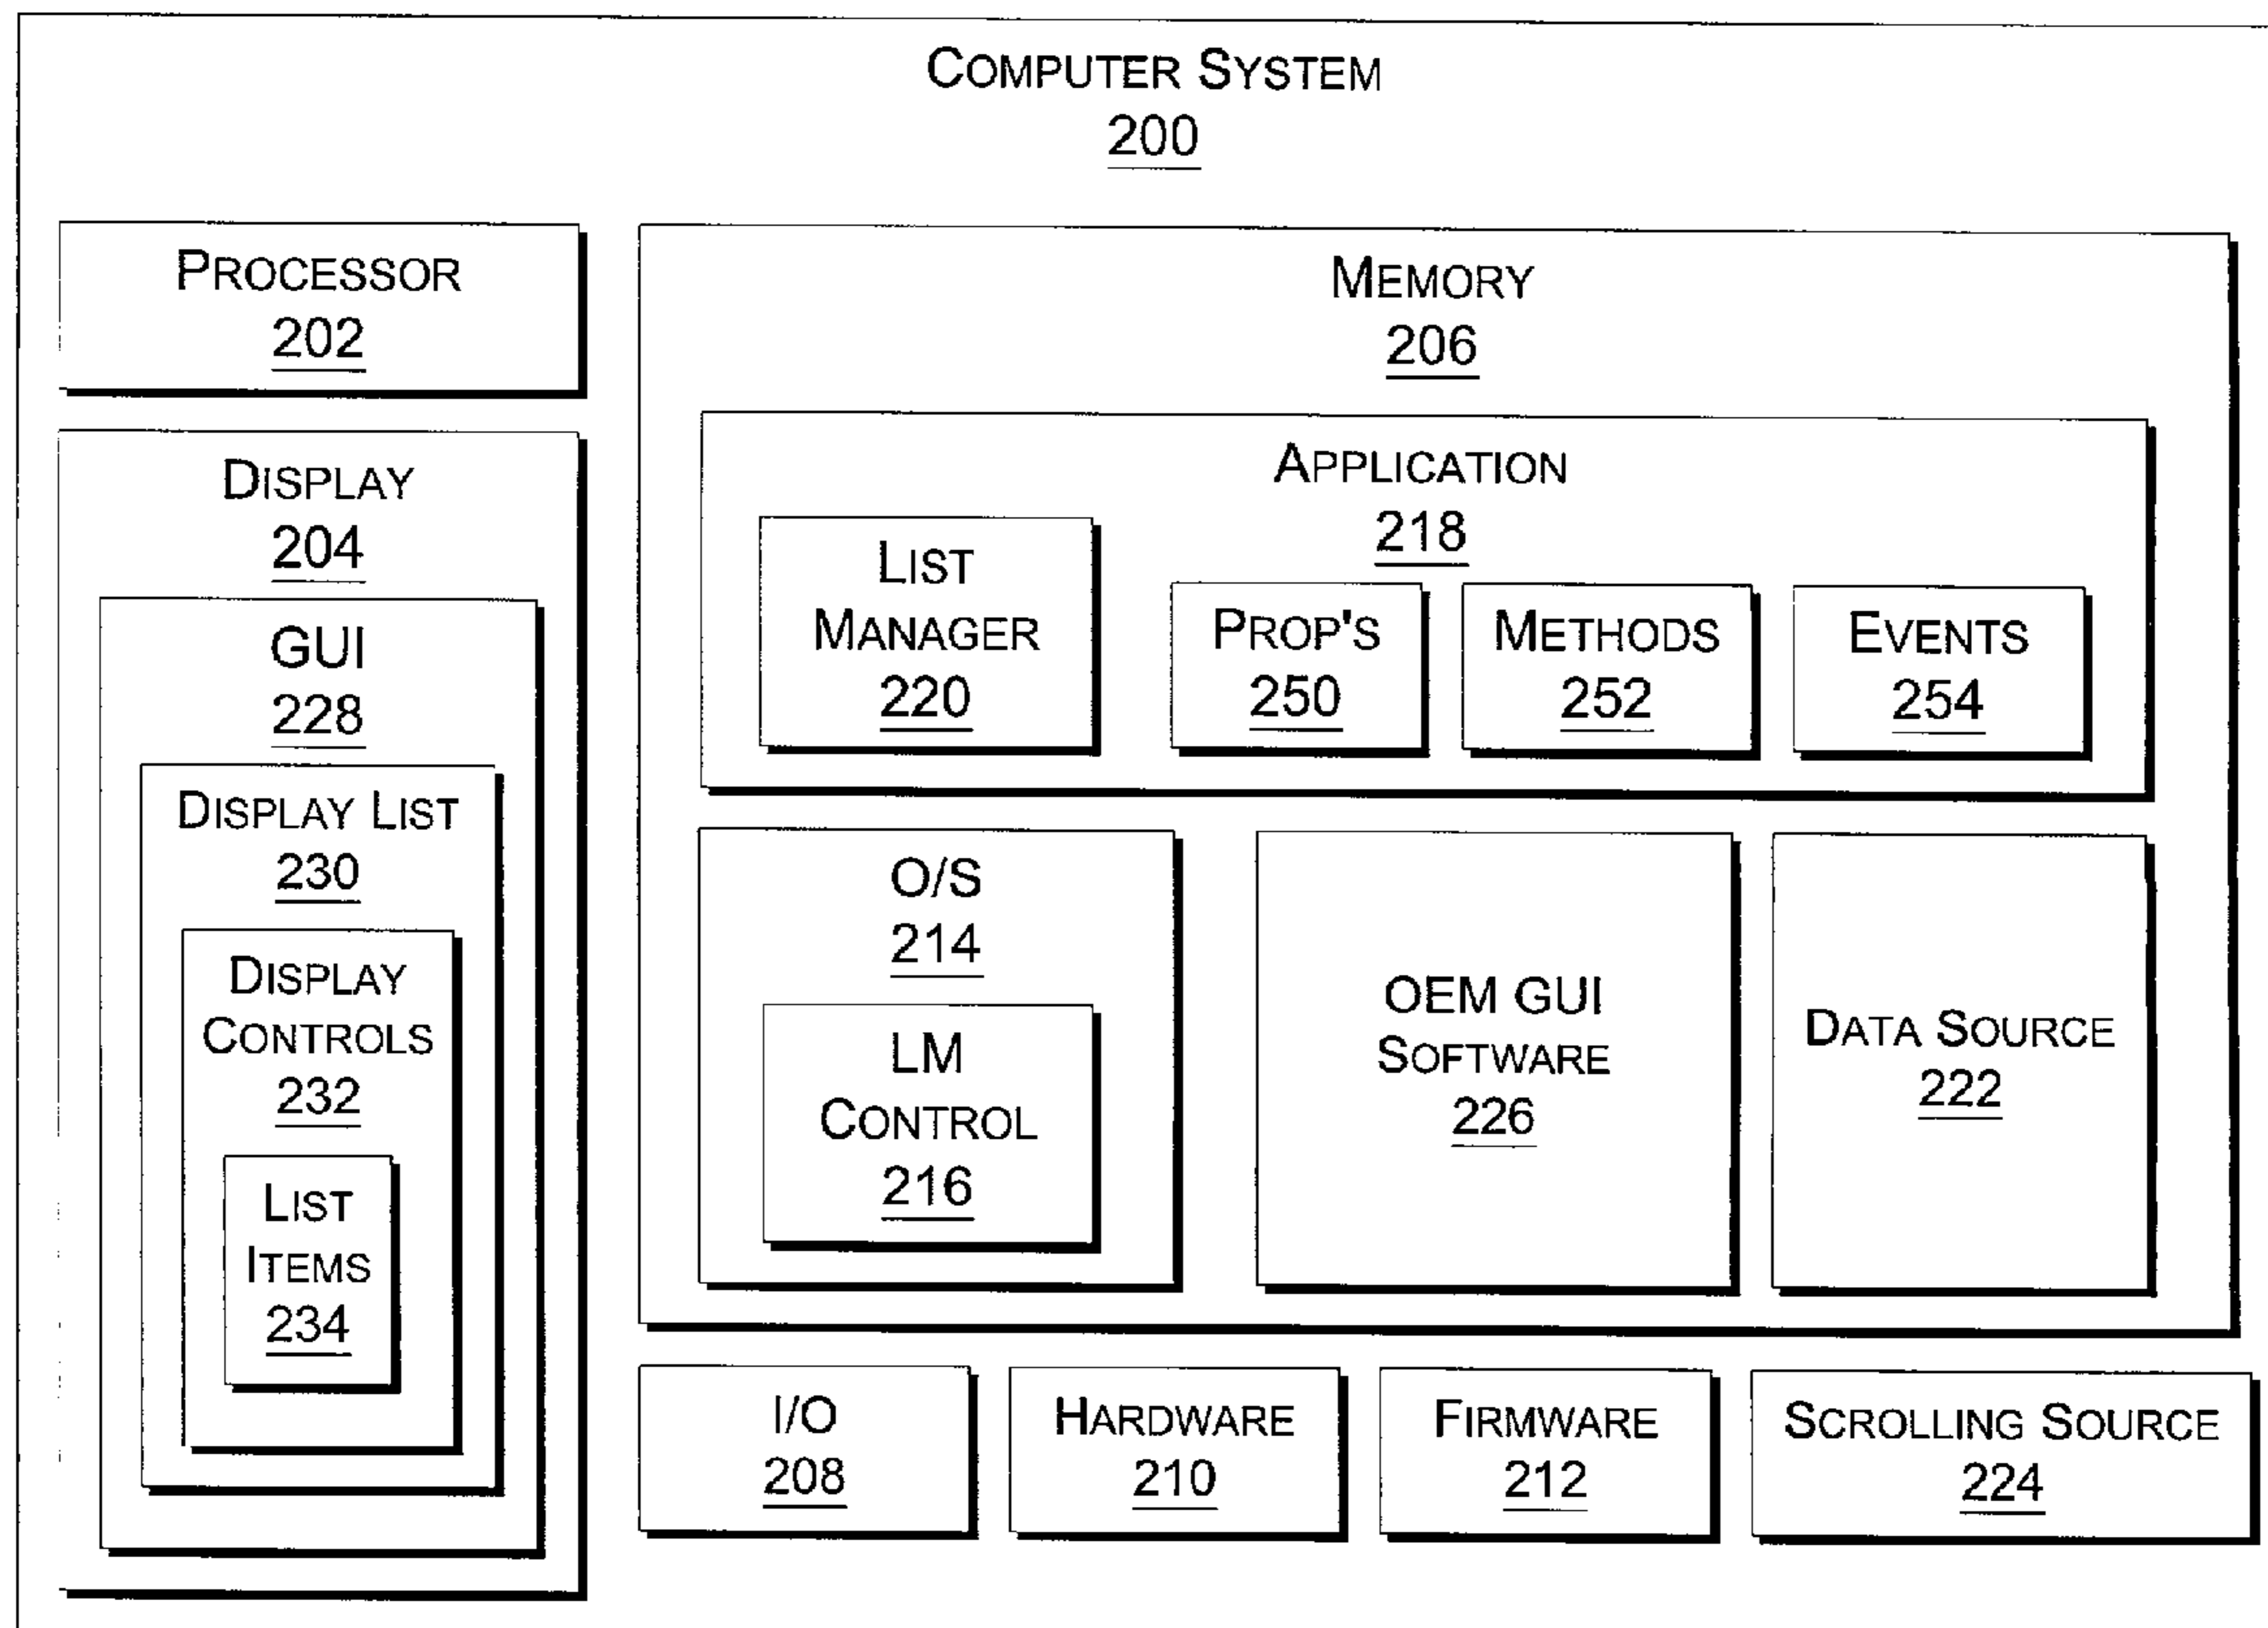 COMPUTER SYSTEM
200
PROCESSOR
202
DISPLAY
204
GUI
228
DISPLAY LIST
230
DISPLAY
CONTROLS
232
LIST
ITEMS
234
MEMORY
206
APPLICATION
218
LIST
MANAGER
220
PROP'S
250
METHODS
252
EVENTS
254
O/S
214
LM
CONTROL
216
OEM GUI
SOFTWARE
226
DATA SOURCE
222
I/O
208
HARDWARE
210
FIRMWARE
212
SCROLLING SOURCE
224